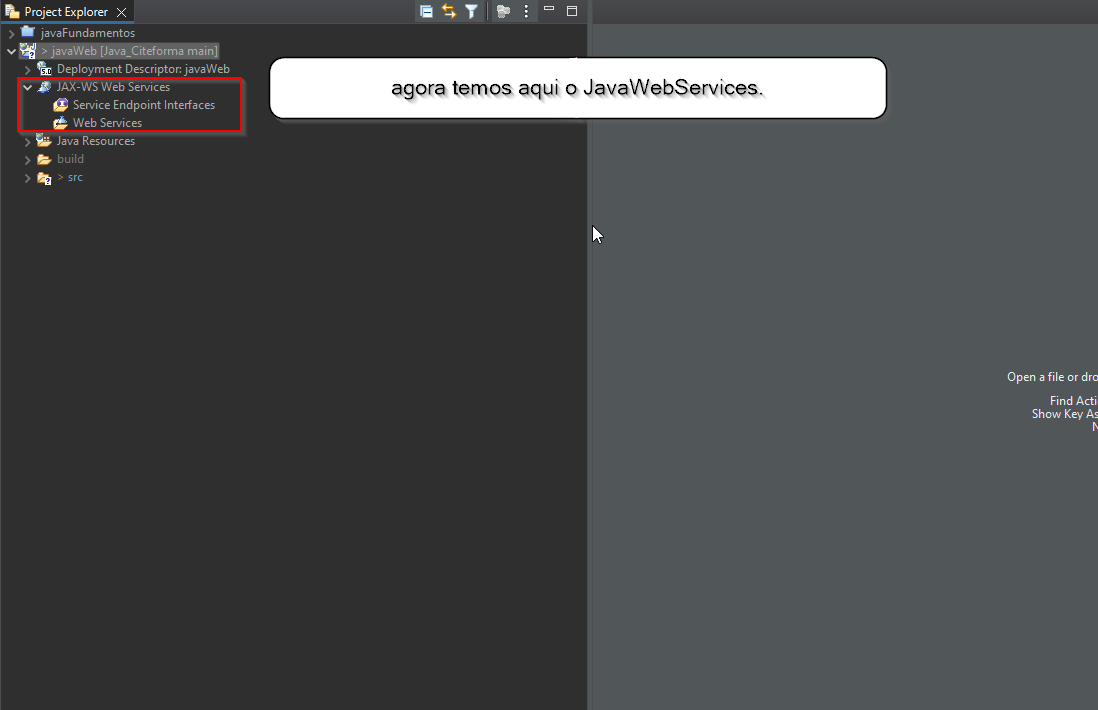 Project Explorer
javaFundamentos
> javaWeb [Java_Citeforma main]
Deployment Descriptor: javaWeb
JAX-WS Web Services
Service Endpoint Interfaces
Web Services
Java Resources
build
> src
agora temos aqui o JavaWebServices.
Open a file or dro
Find Acti
Show Key As
N